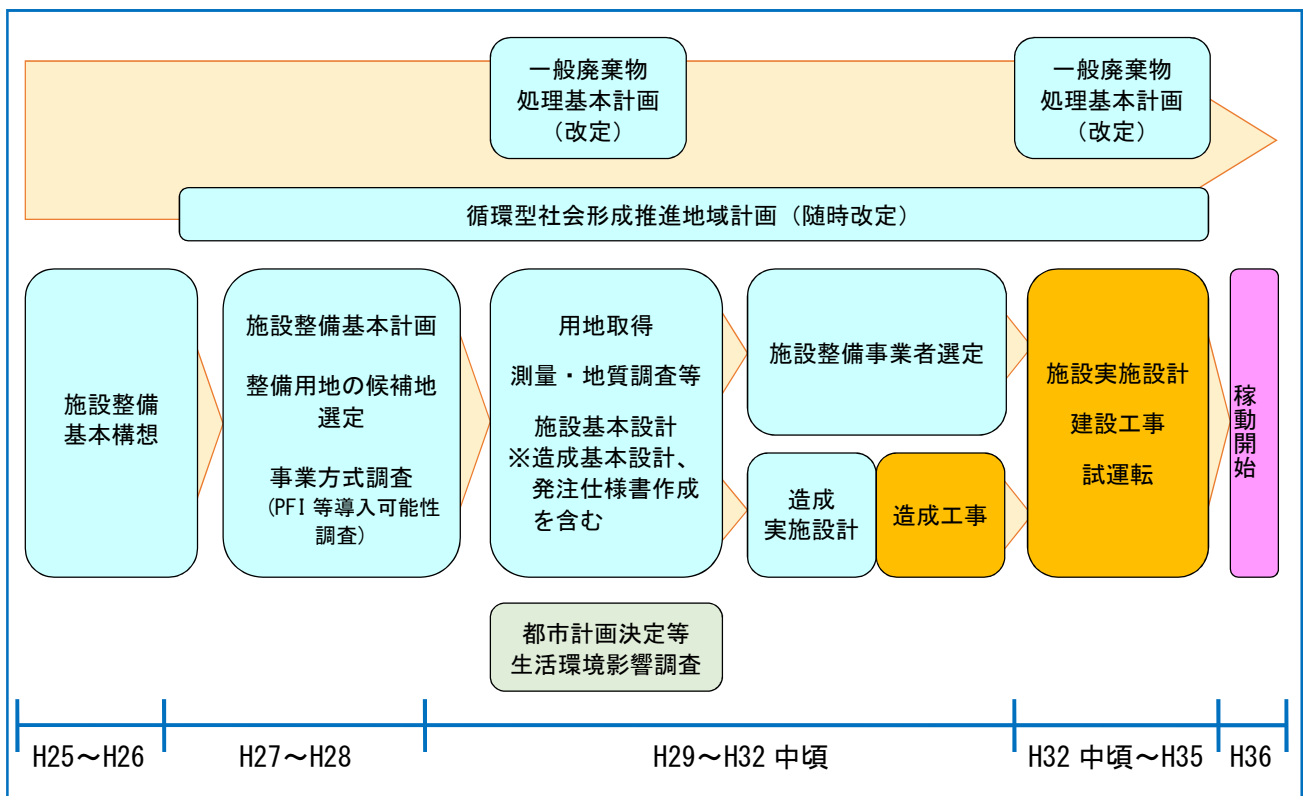 一般廃棄物
処理基本計画
（改定）
一般廃棄物
処理基本計画
（改定）
循環型社会形成推進地域計画（随時改定）
施設整備
基本構想
施設整備基本計画
整備用地の候補地
選定
事業方式調査
（PFI 等導入可能性
調査）
用地取得
測量・地質調査等
施設基本設計
※造成基本設計、
発注仕様書作成
を含む
施設整備事業者選定
造成
実施設計
造成工事
施設実施設計
建設工事
試運転
稼動開始
都市計画決定等
生活環境影響調査
H25～H26
H27～H28
H29～H32 中頃
H32 中頃～H35
H36